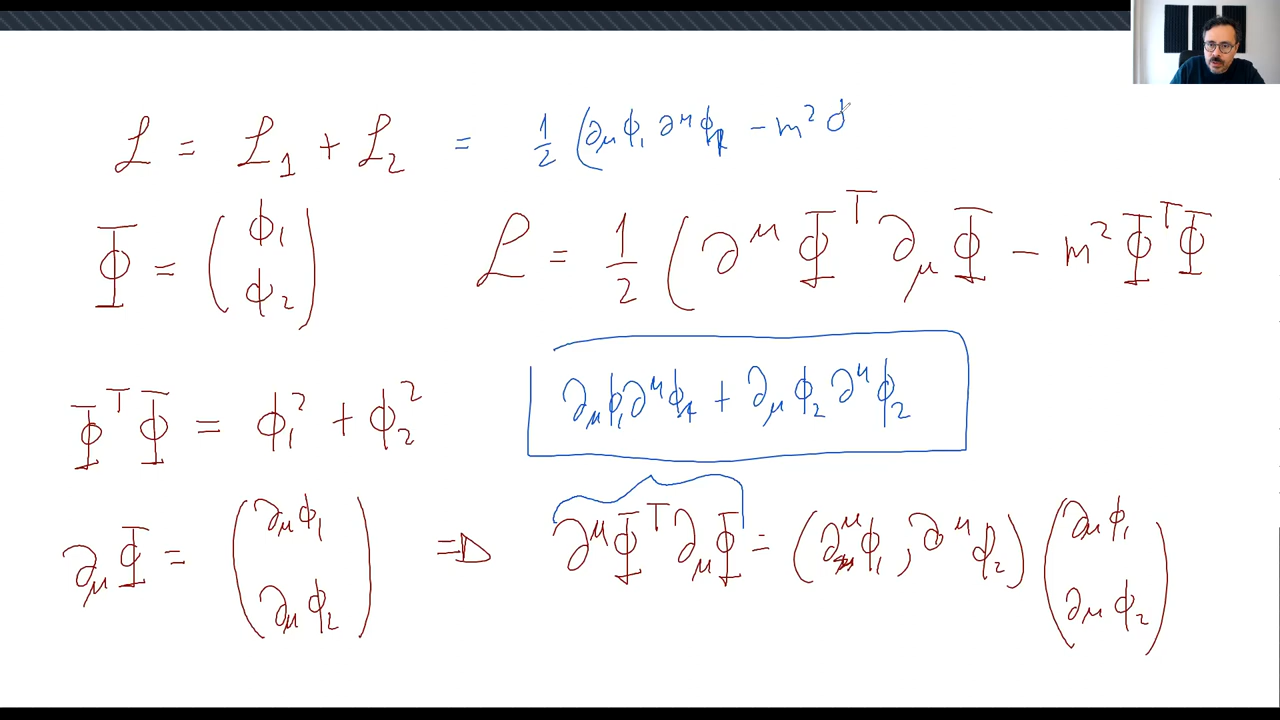 ℒ = ℒ₁ + ℒ₂ = 1/2 (∂_μ ϕ₁ ∂^μ ϕ₁ − m²
Φ = (ϕ₁ ϕ₂) ℒ = 1/2 (∂^μ Φ^T ∂_μ Φ − m² Φ^T Φ
∂_μ ϕ₁ ∂^μ ϕ₁ + ∂_μ ϕ₂ ∂^μ ϕ₂
Φ^T Φ = ϕ₁² + ϕ₂²
∂_μ Φ = (∂_μ ϕ₁ ∂_μ ϕ₂) ⇒ ∂^μ Φ^T ∂_μ Φ = (∂^μ ϕ₁, ∂^μ ϕ₂) (∂_μ ϕ₁ ∂_μ ϕ₂)